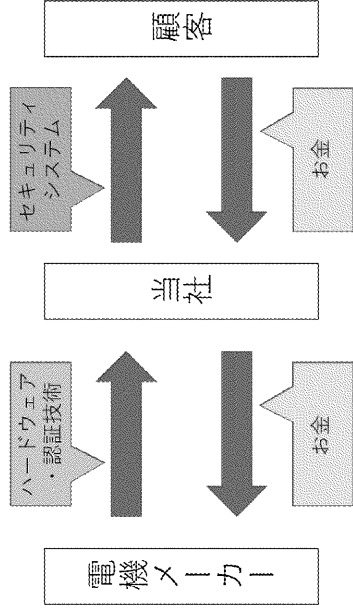 ハードウェア
・認証技術
セキュリティ
システム
電機メーカー
当社
顧客
お金
お金